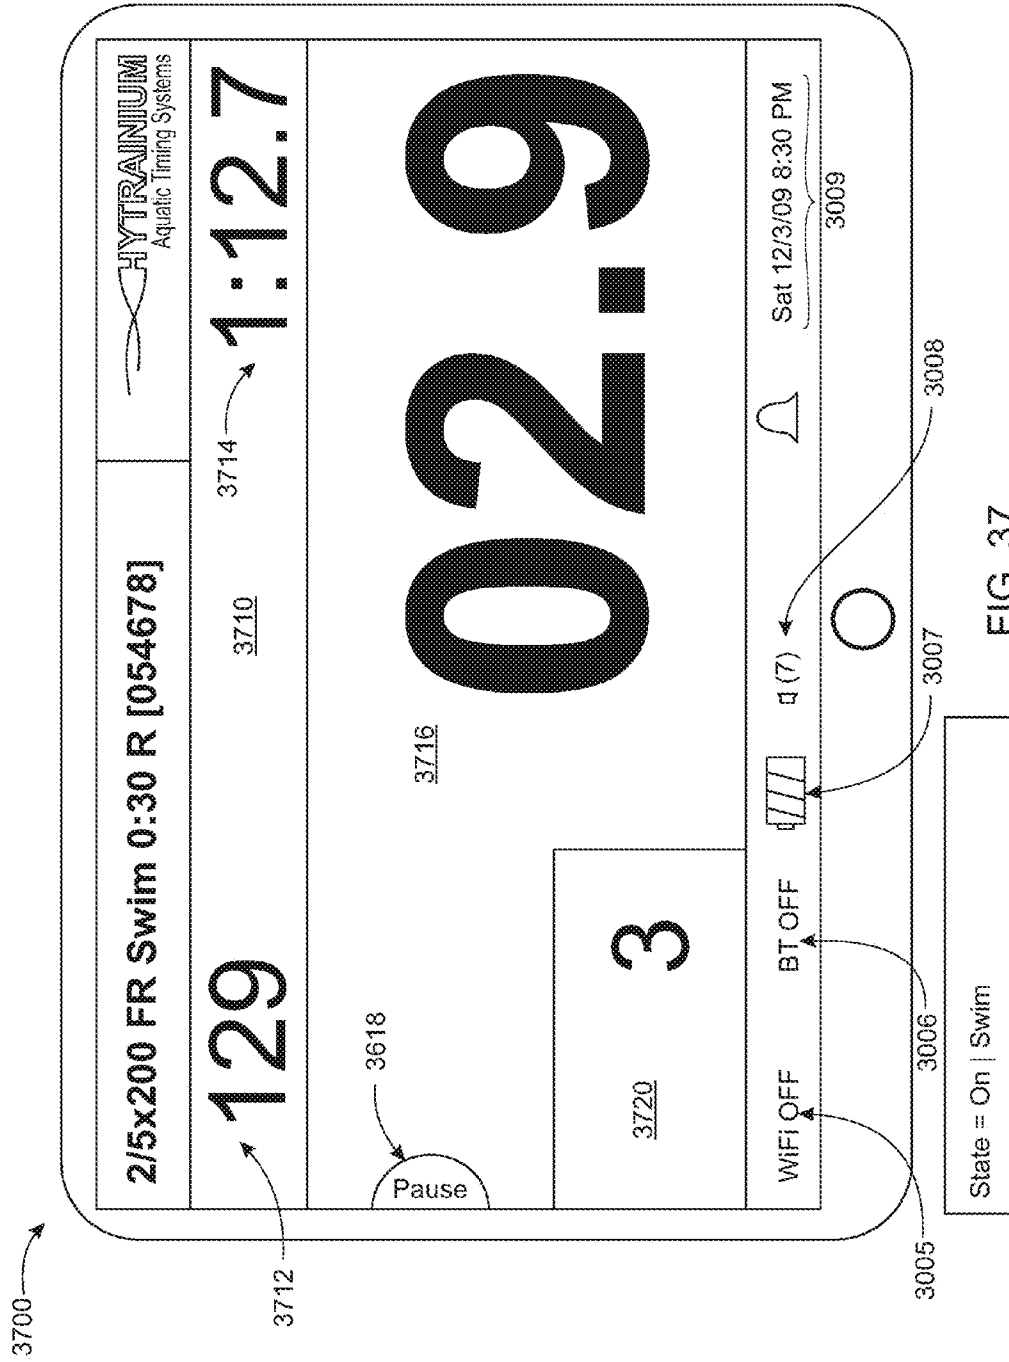 3700
2/5x200 FR Swim 0:30 R [054678]
HYTRAINIUM
Aquatic Timing Systems
3712
129
3710
3714
1:12.7
Pause
3618
3716
02.9
3720
3
WiFi OFF
BT OFF
(7)
Sat 12/3/09 8:30 PM
3005
3006
3007
3008
3009
State = On | Swim
FIG. 37